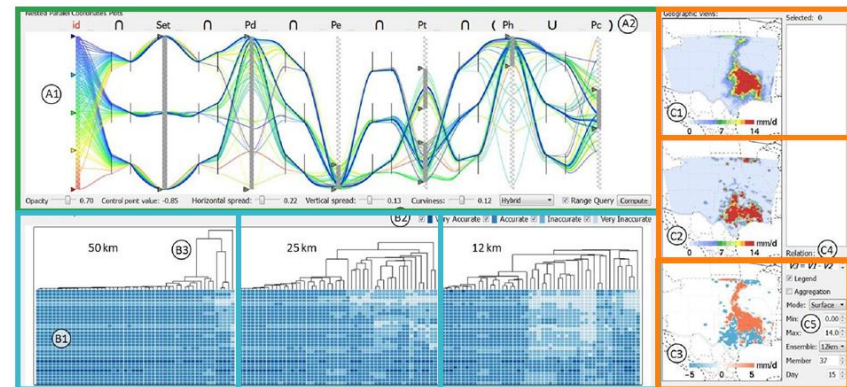 Nested Parallel Coordinates Plots
id ∩ Set ∩ Pd ∩ Pe ∩ Pt ∩ ( Ph U Pc ) A2
A1
Opacity 0.70 Control point value: -0.85 Horizontal spread: 0.22 Vertical spread: 0.13 Curviness: 0.12 Hybrid Range Query Compute
B2 Very Accurate Accurate Inaccurate Very Inaccurate
50 km B3 25 km 12 km
B1
Geographic Views: Selected: 0
C1
0 7 14 mm/d
C2
0 7 14 mm/d
C4
Relation:
V3 = V1 - V2
Legend
Aggregation
Mode: Surface
Min: 0.00
C5
Max: 14.0
Ensemble: 12km
Member 37
Day 15
C3
-5 0 5 mm/d